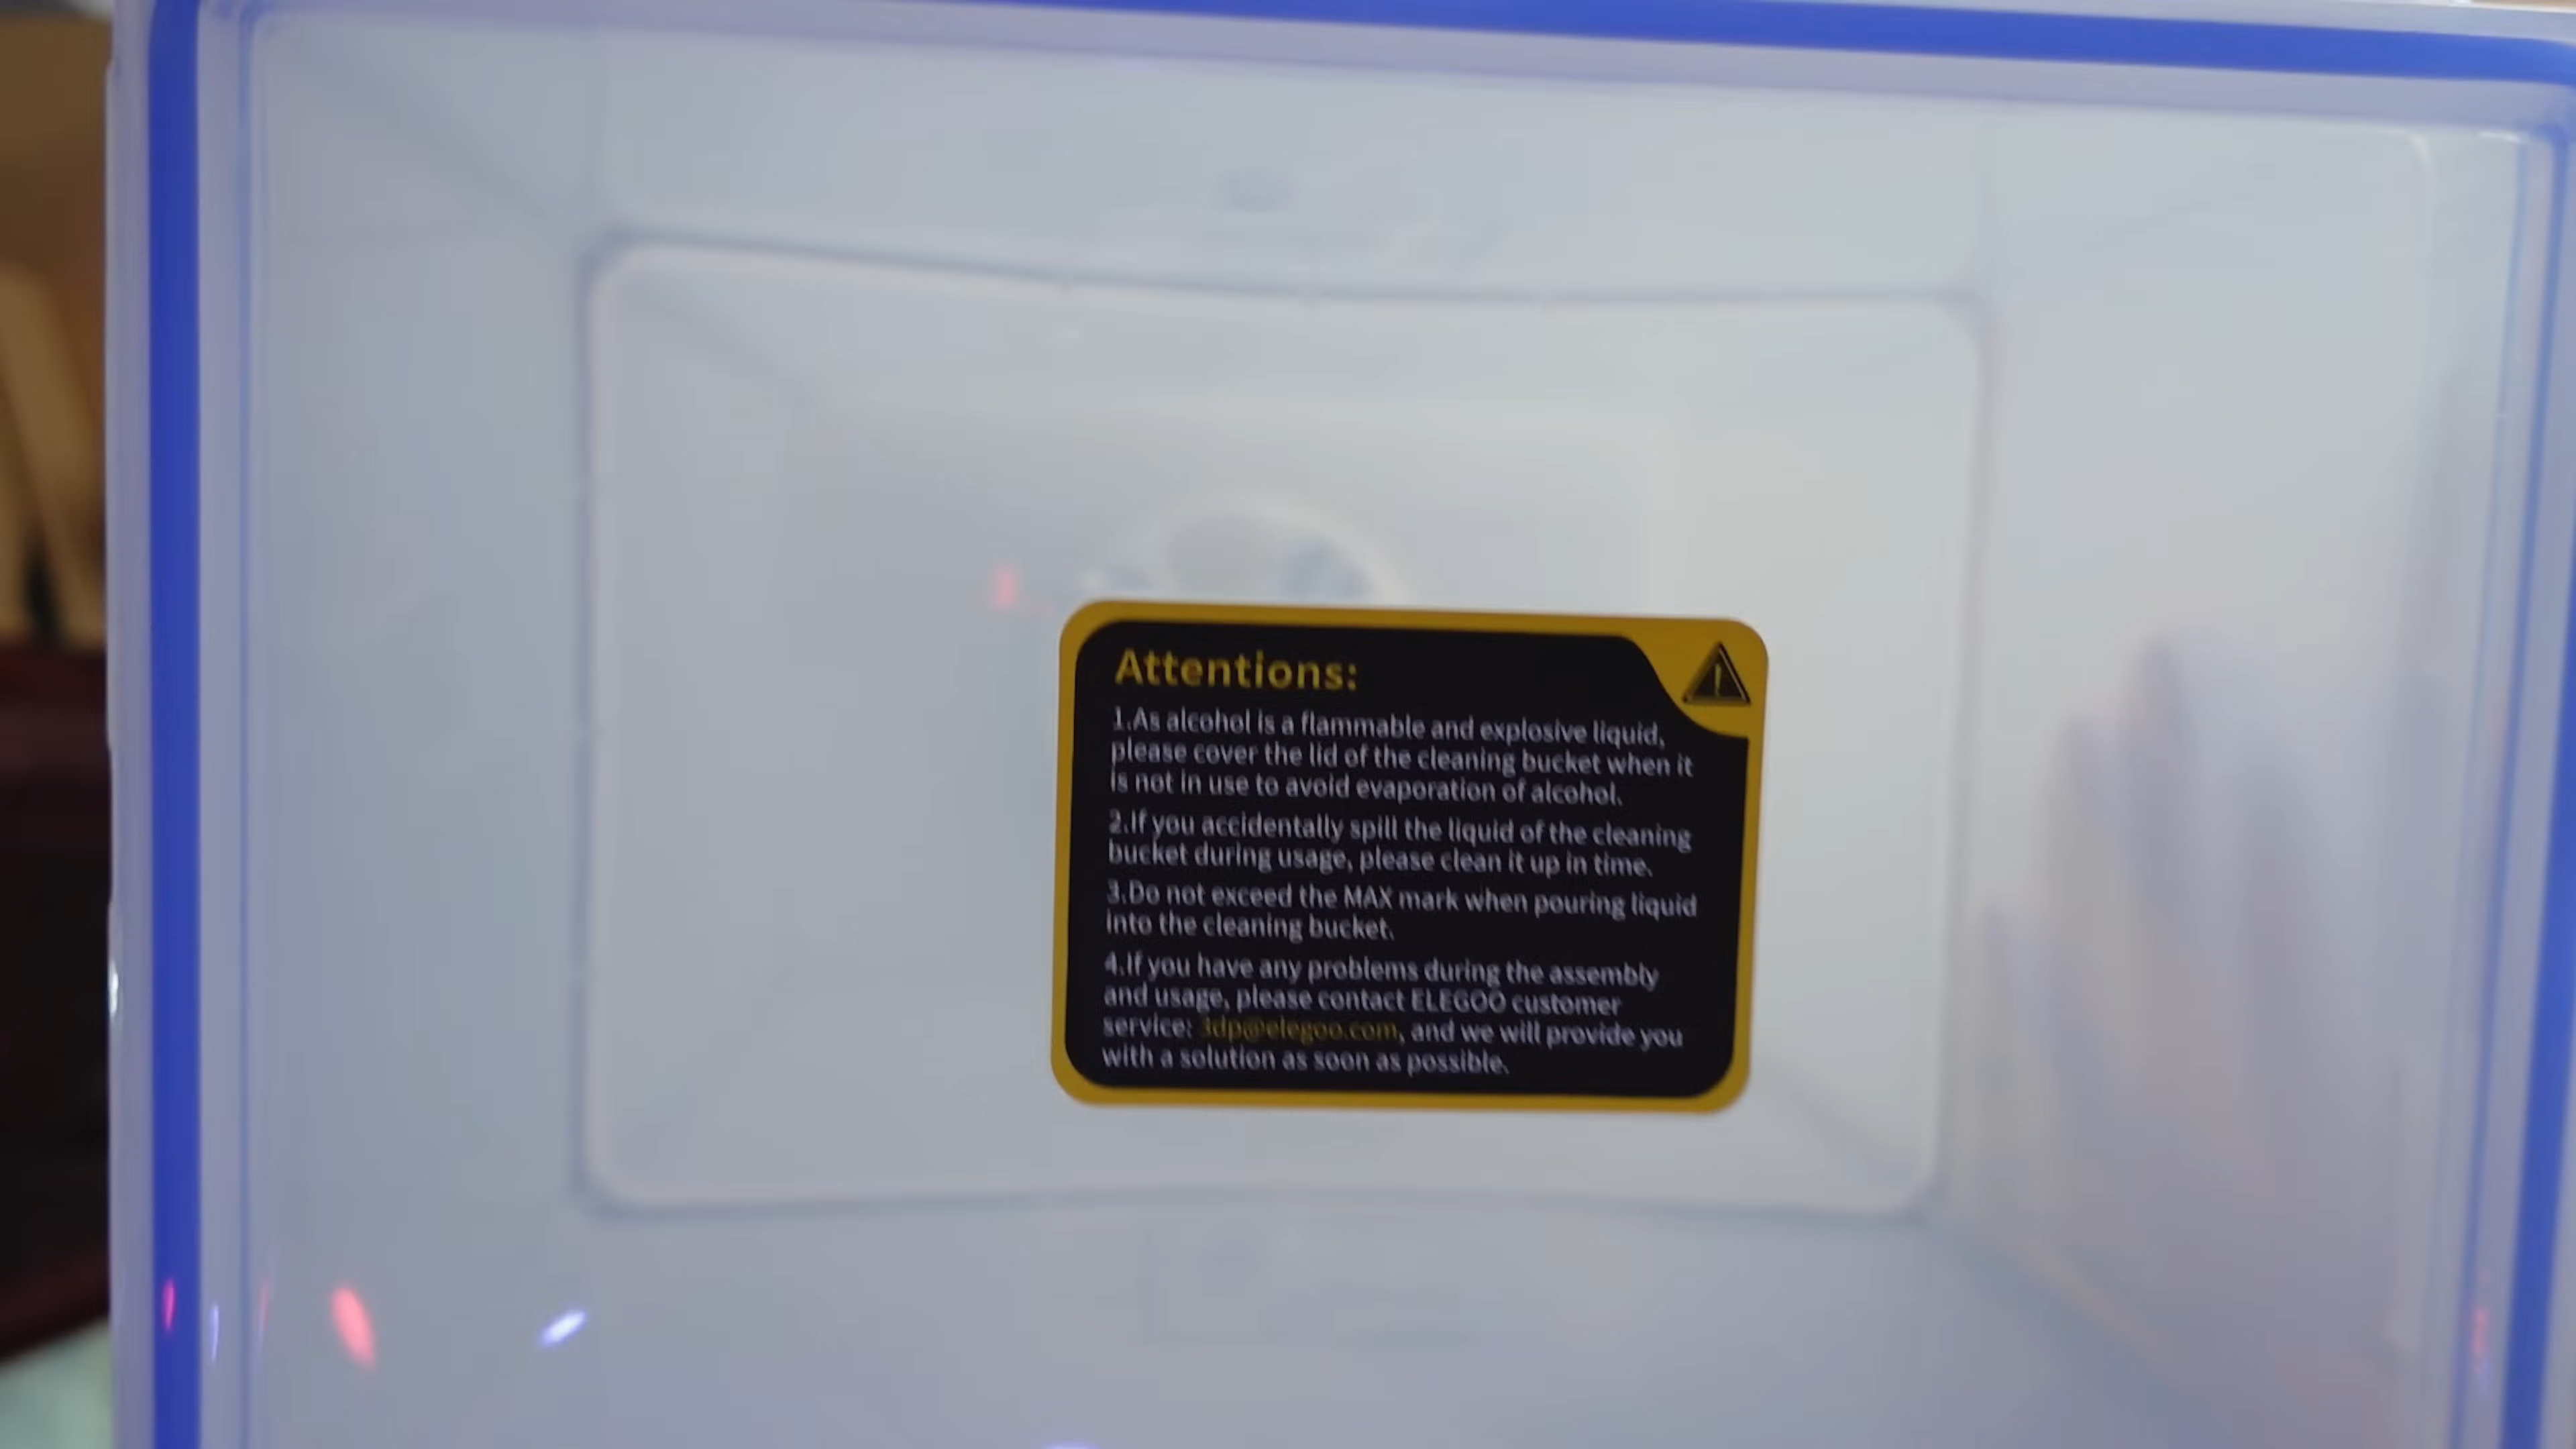 Attentions:
1.As alcohol is a flammable and explosive liquid,
please cover the lid of the cleaning bucket when it
is not in use to avoid evaporation of alcohol.
2.If you accidentally spill the liquid of the cleaning
bucket during usage, please clean it up in time.
3.Do not exceed the MAX mark when pouring liquid
into the cleaning bucket.
4.If you have any problems during the assembly
and usage, please contact ELEGOO customer
service: 3dp@elegoo.com, and we will provide you
with a solution as soon as possible.